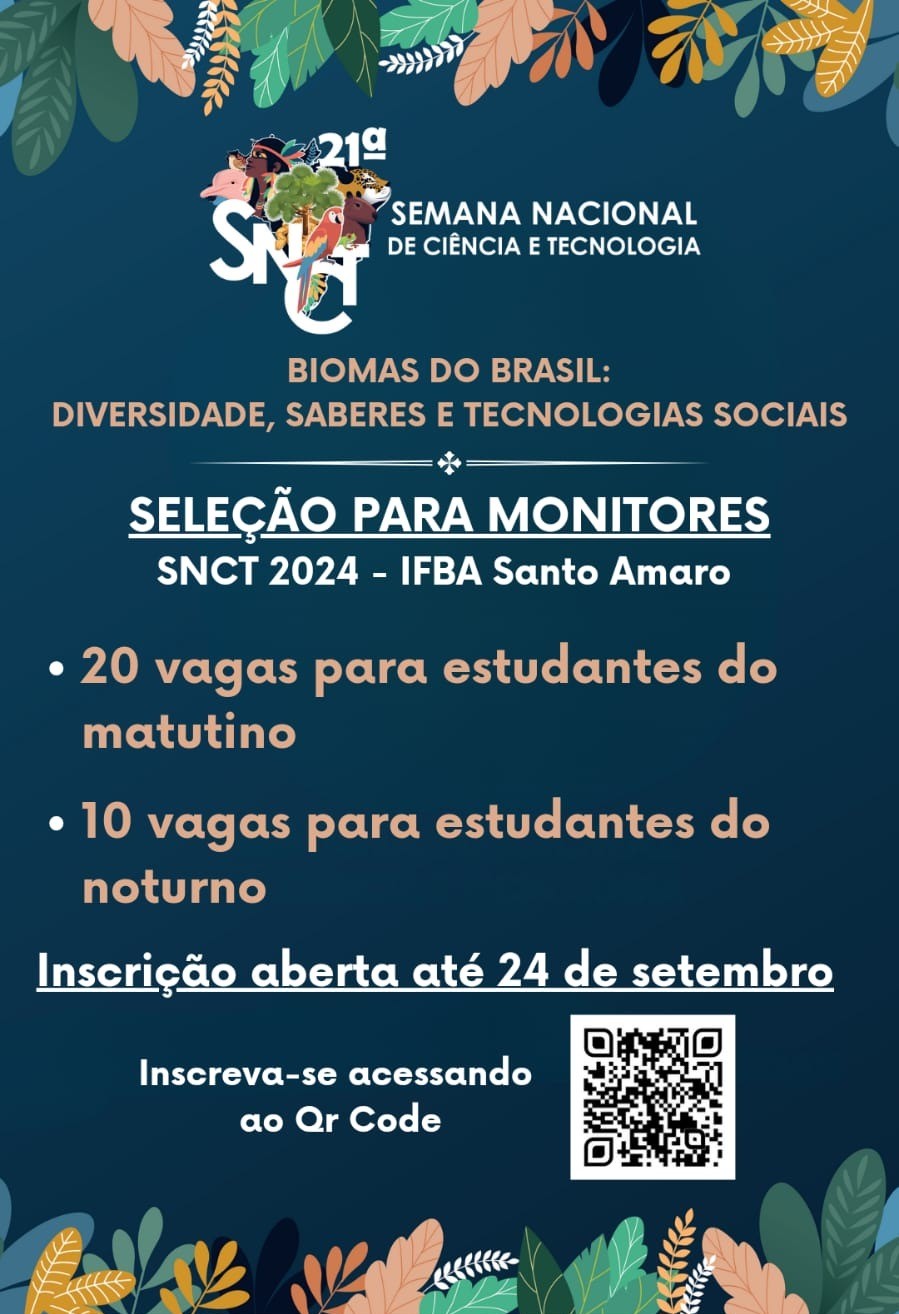 21ª
SNCT
SEMANA NACIONAL
DE CIÊNCIA E TECNOLOGIA
BIOMAS DO BRASIL:
DIVERSIDADE, SABERES E TECNOLOGIAS SOCIAIS
SELEÇÃO PARA MONITORES
SNCT 2024 - IFBA Santo Amaro
• 20 vagas para estudantes do
matutino
• 10 vagas para estudantes do
noturno
Inscrição aberta até 24 de setembro
Inscreva-se acessando
ao Qr Code